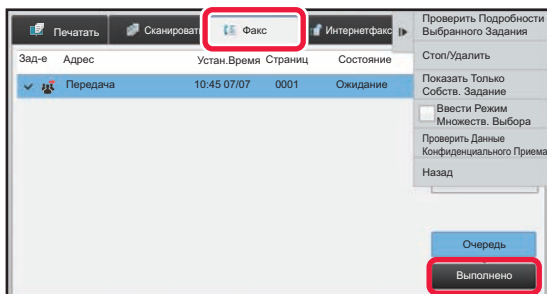 Печатать
Сканироват
Факс
Интернетфакс
Зад-е Адрес Устан.Время Страниц Состояние
Передача 10:45 07/07 0001 Ожидание
Проверить Подробности
Выбранного Задания
Стоп/Удалить
Показать Только
Собств. Задание
Ввести Режим
Множеств. Выбора
Проверить Данные
Конфиденциального Приема
Назад
Очередь
Выполнено